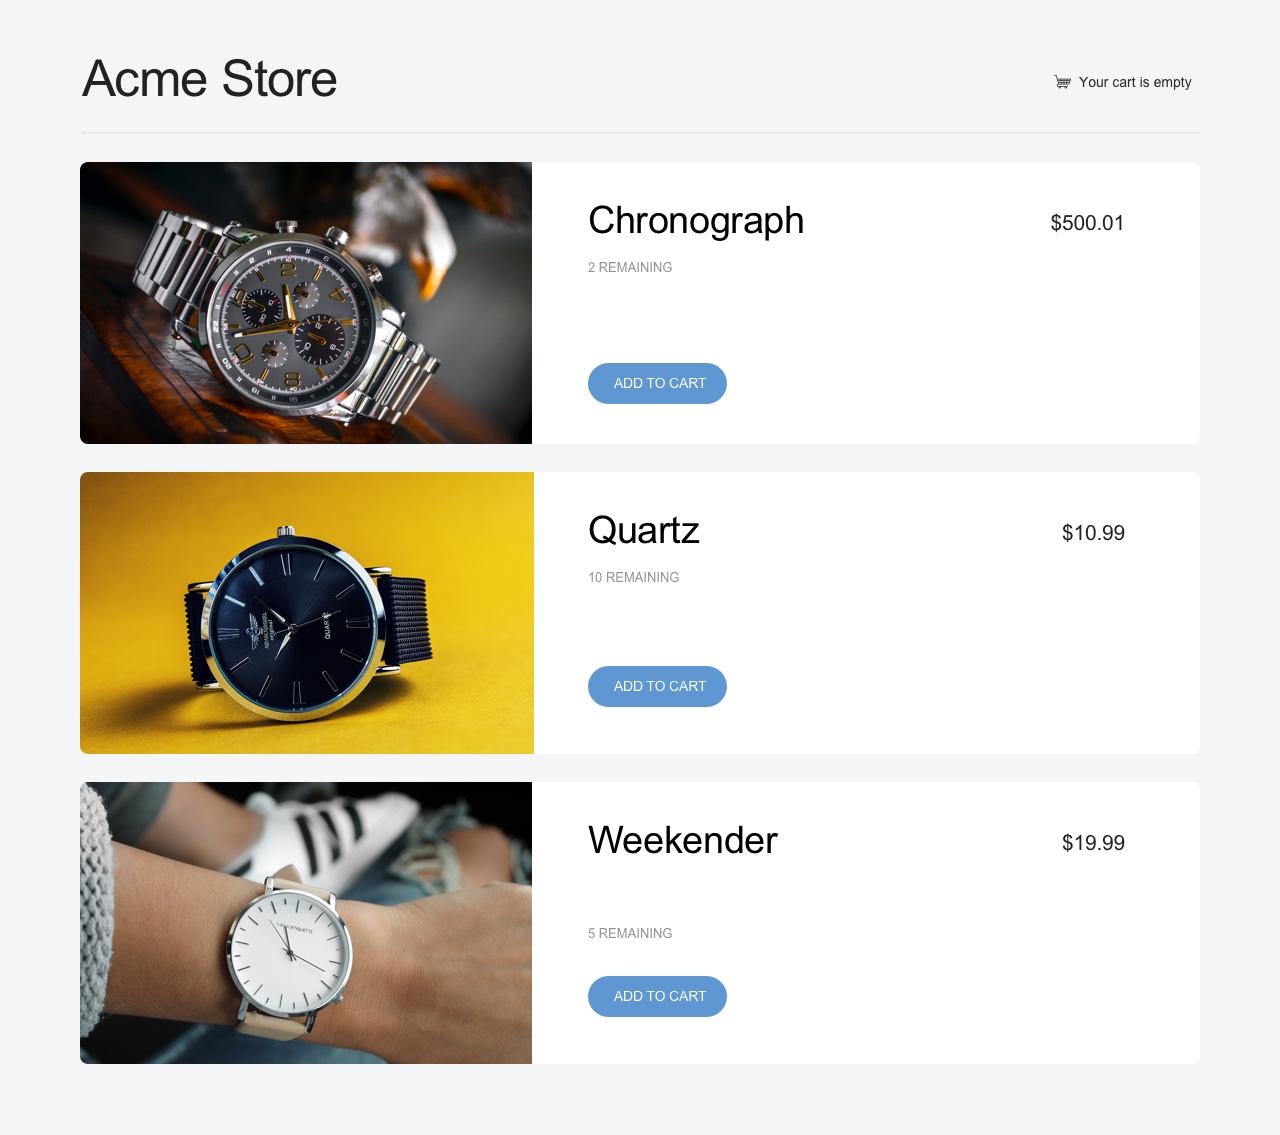 Acme Store
Your cart is empty
Chronograph
$500.01
2 REMAINING
ADD TO CART
Quartz
$10.99
10 REMAINING
QUARTZ
ADD TO CART
Weekender
$19.99
5 REMAINING
ADD TO CART